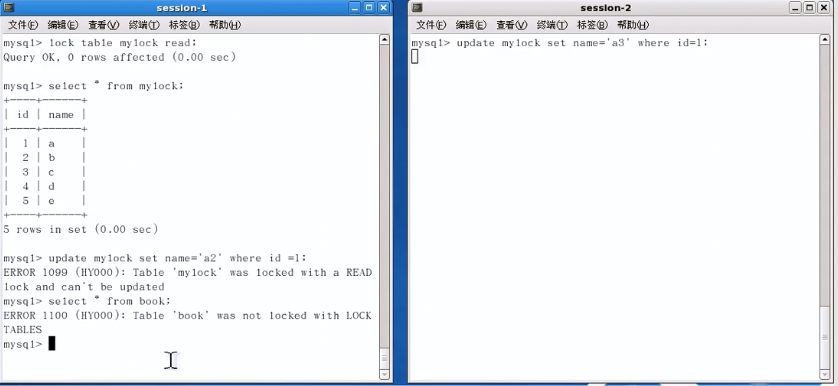 session-1
文件(F) 编辑(E) 查看(V) 终端(T) 标签(B) 帮助(H)
mysql> lock table mylock read;
Query OK, 0 rows affected (0.00 sec)
mysql> select * from mylock;
+----+------+
| id | name |
+----+------+
| 1 | a |
| 2 | b |
| 3 | c |
| 4 | d |
| 5 | e |
+----+------+
5 rows in set (0.00 sec)
mysql> update mylock set name='a2' where id =1;
ERROR 1099 (HY000): Table 'mylock' was locked with a READ
lock and can't be updated
mysql> select * from book;
ERROR 1100 (HY000): Table 'book' was not locked with LOCK
TABLES
mysql>
session-2
文件(F) 编辑(E) 查看(V) 终端(T) 标签(B) 帮助(H)
mysql> update mylock set name='a3' where id=1;